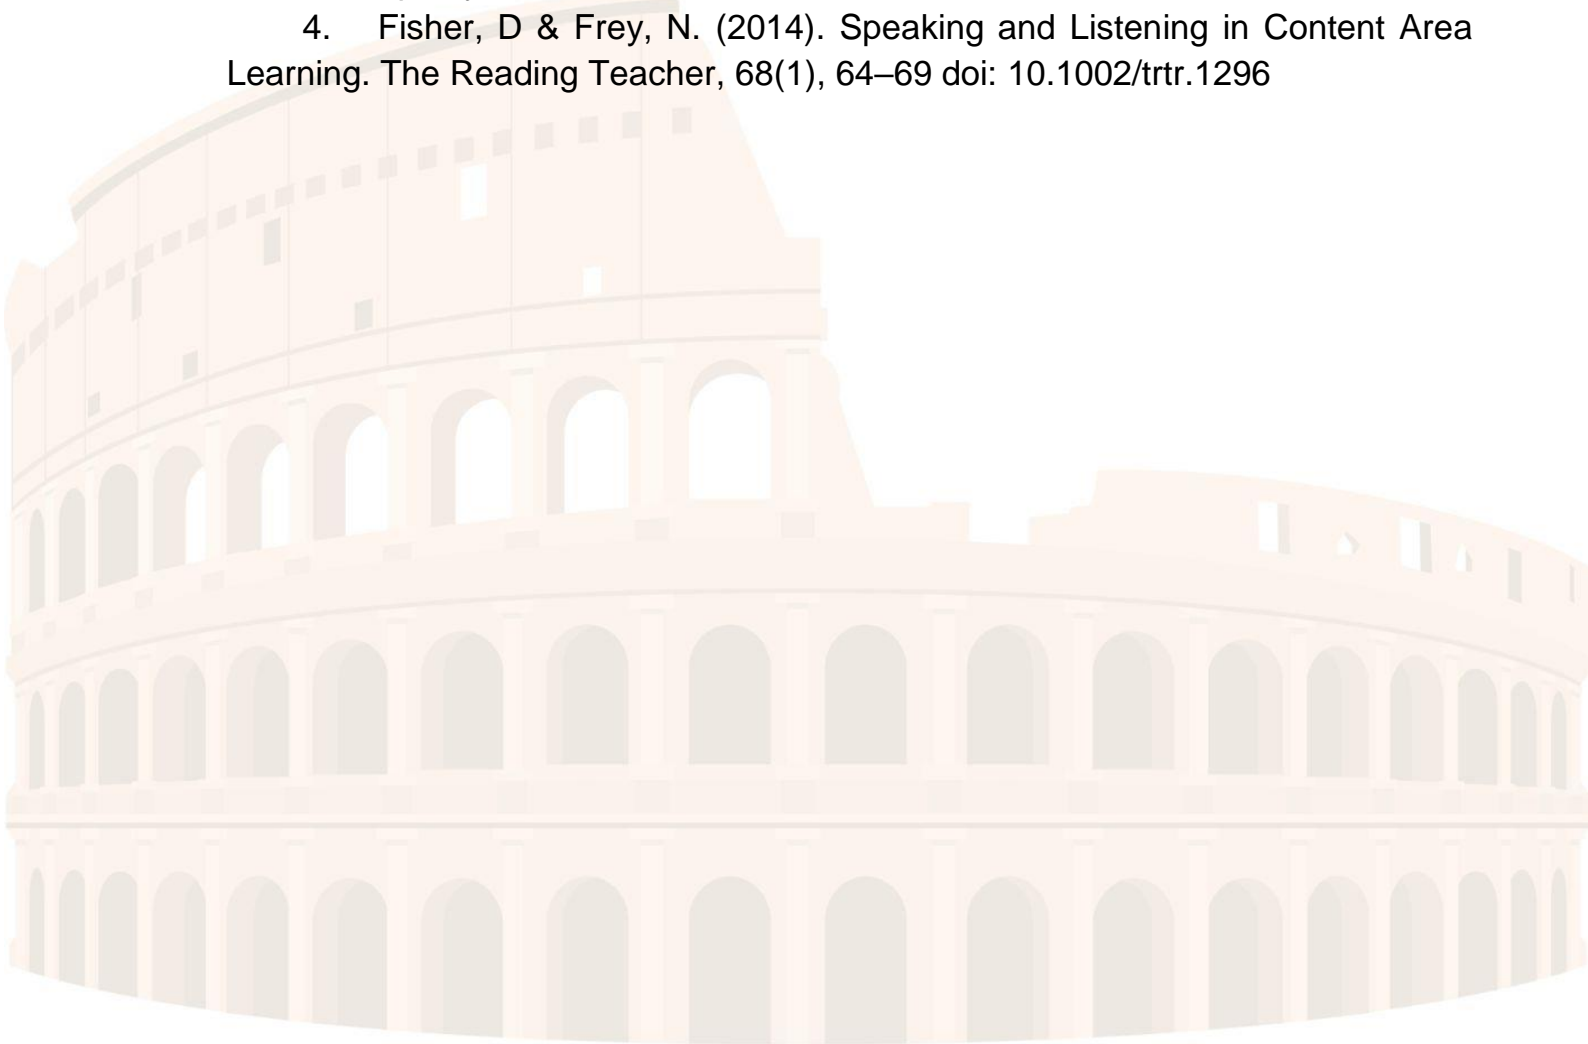 4. Fisher, D & Frey, N. (2014). Speaking and Listening in Content Area
Learning. The Reading Teacher, 68(1), 64–69 doi: 10.1002/trtr.1296